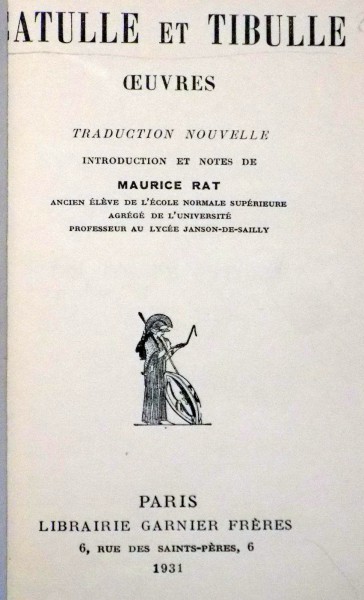 CATULLE ET TIBULLE
ŒUVRES
TRADUCTION NOUVELLE
INTRODUCTION ET NOTES DE
MAURICE RAT
ANCIEN ÉLÈVE DE L'ÉCOLE NORMALE SUPÉRIEURE
AGRÉGÉ DE L'UNIVERSITÉ
PROFESSEUR AU LYCÉE JANSON-DE-SAILLY
PARIS
LIBRAIRIE GARNIER FRÈRES
6, RUE DES SAINTS-PÈRES, 6
1931